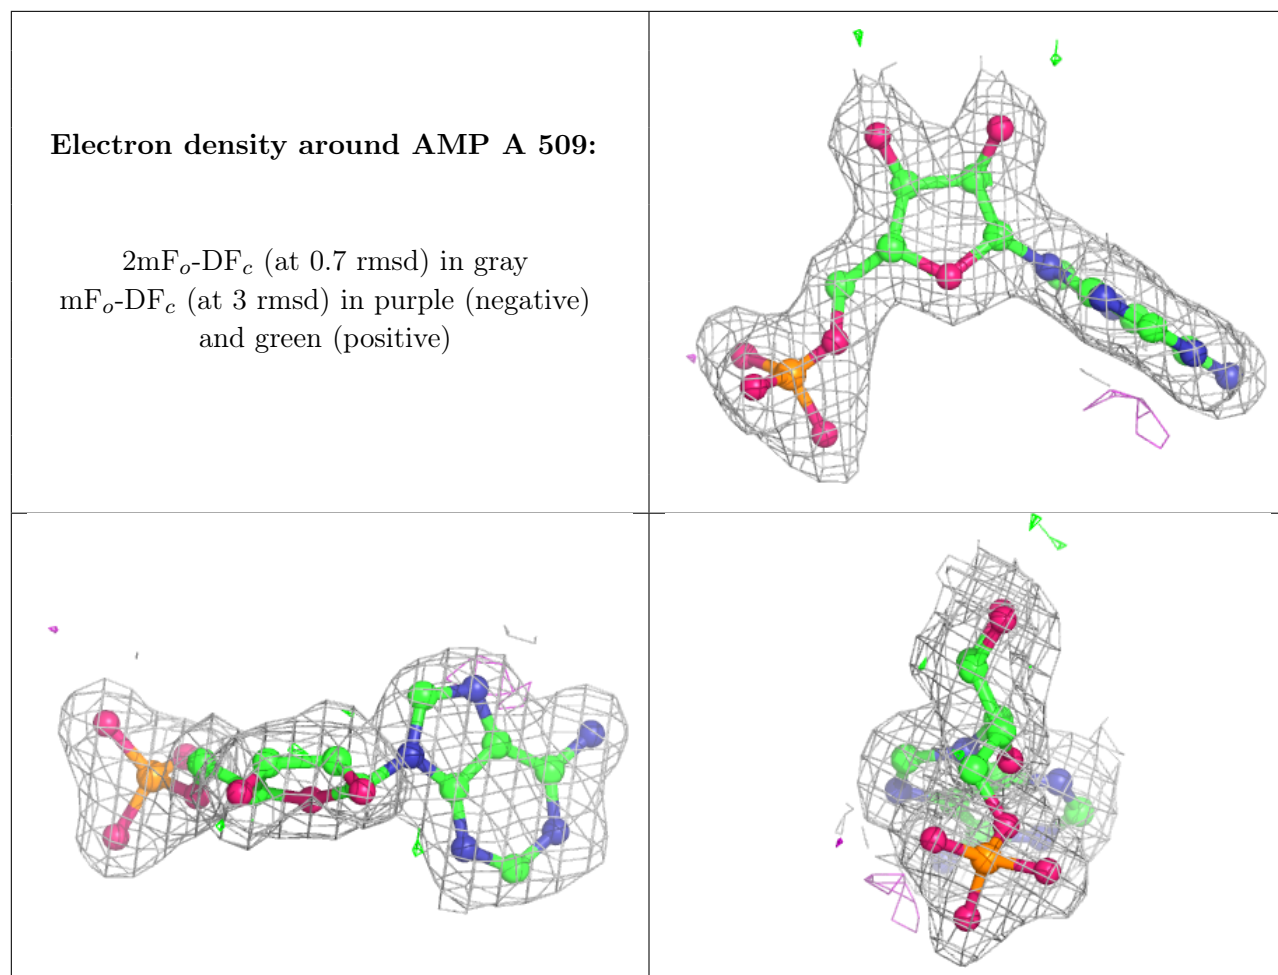 Electron density around AMP A 509:
2mFo-DFc (at 0.7 rmsd) in gray
mFo-DFc (at 3 rmsd) in purple (negative)
and green (positive)